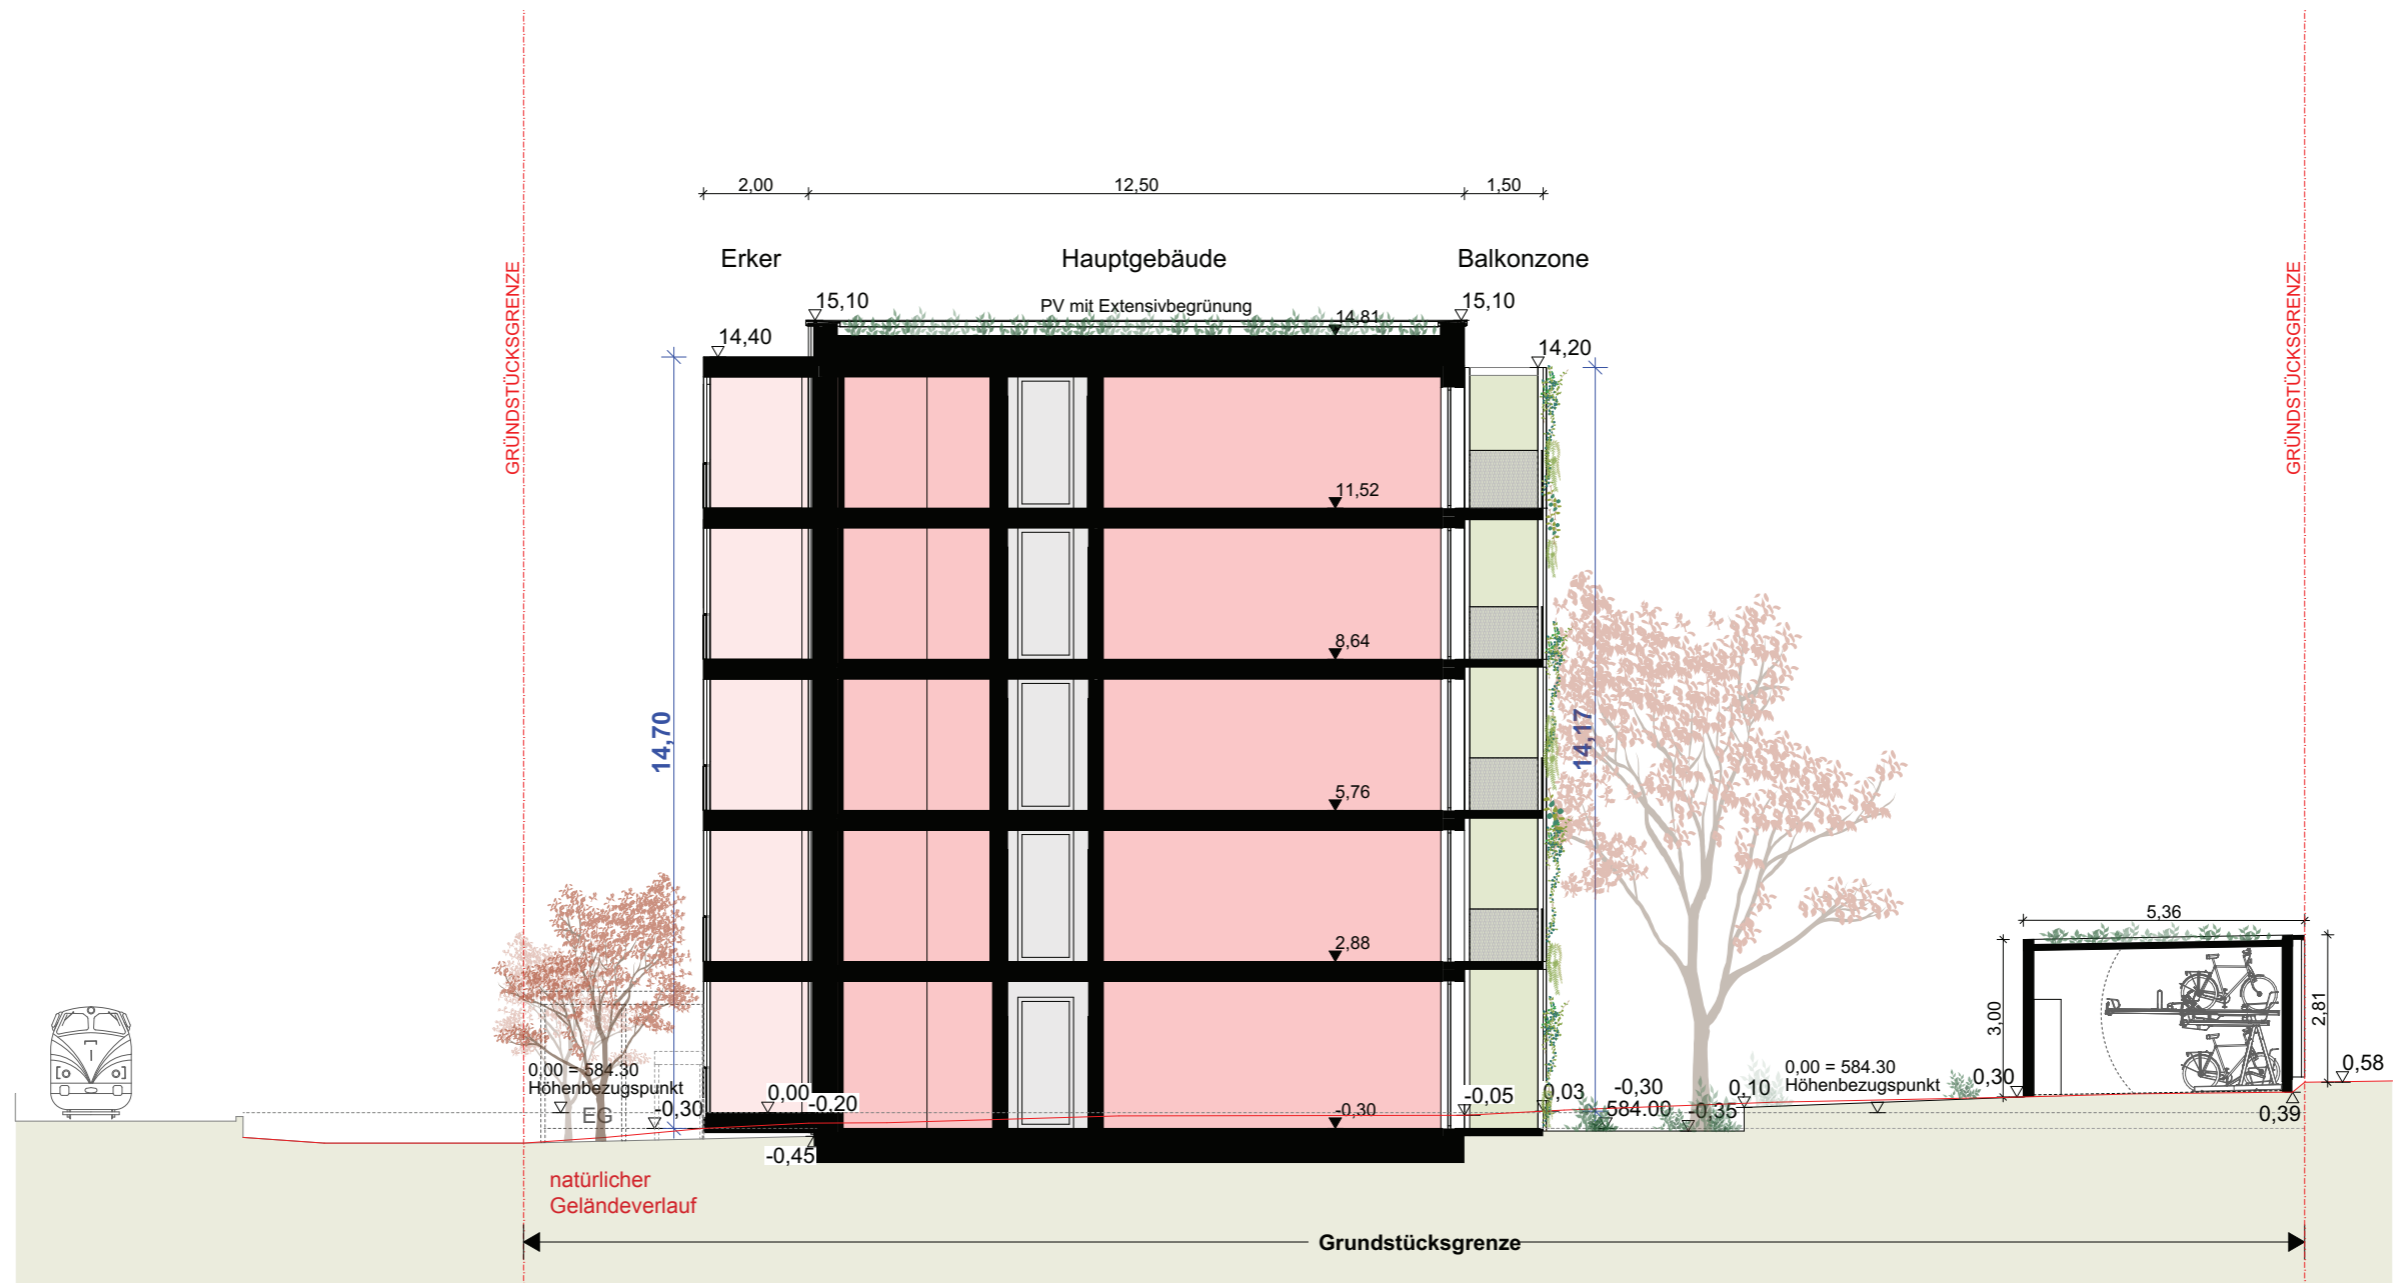 2,00
12,50
1,50
Erker
Hauptgebäude
Balkonzone
GRÜNDSTÜCKSGRENZE
GRÜNDSTÜCKSGRENZE
15,10
PV mit Extensivbegrünung
14,81
15,10
14,40
14,20
11,52
8,64
14,70
14,17
5,76
2,88
5,36
3,00
2,81
0,00 = 584.30
Höhenbezugspunkt
EG
-0,30
0,00
-0,20
-0,30
-0,05
0,03
-0,30
584.00
-0,35
0,10
0,00 = 584.30
Höhenbezugspunkt
0,30
0,58
0,39
-0,45
natürlicher
Geländeverlauf
Grundstücksgrenze